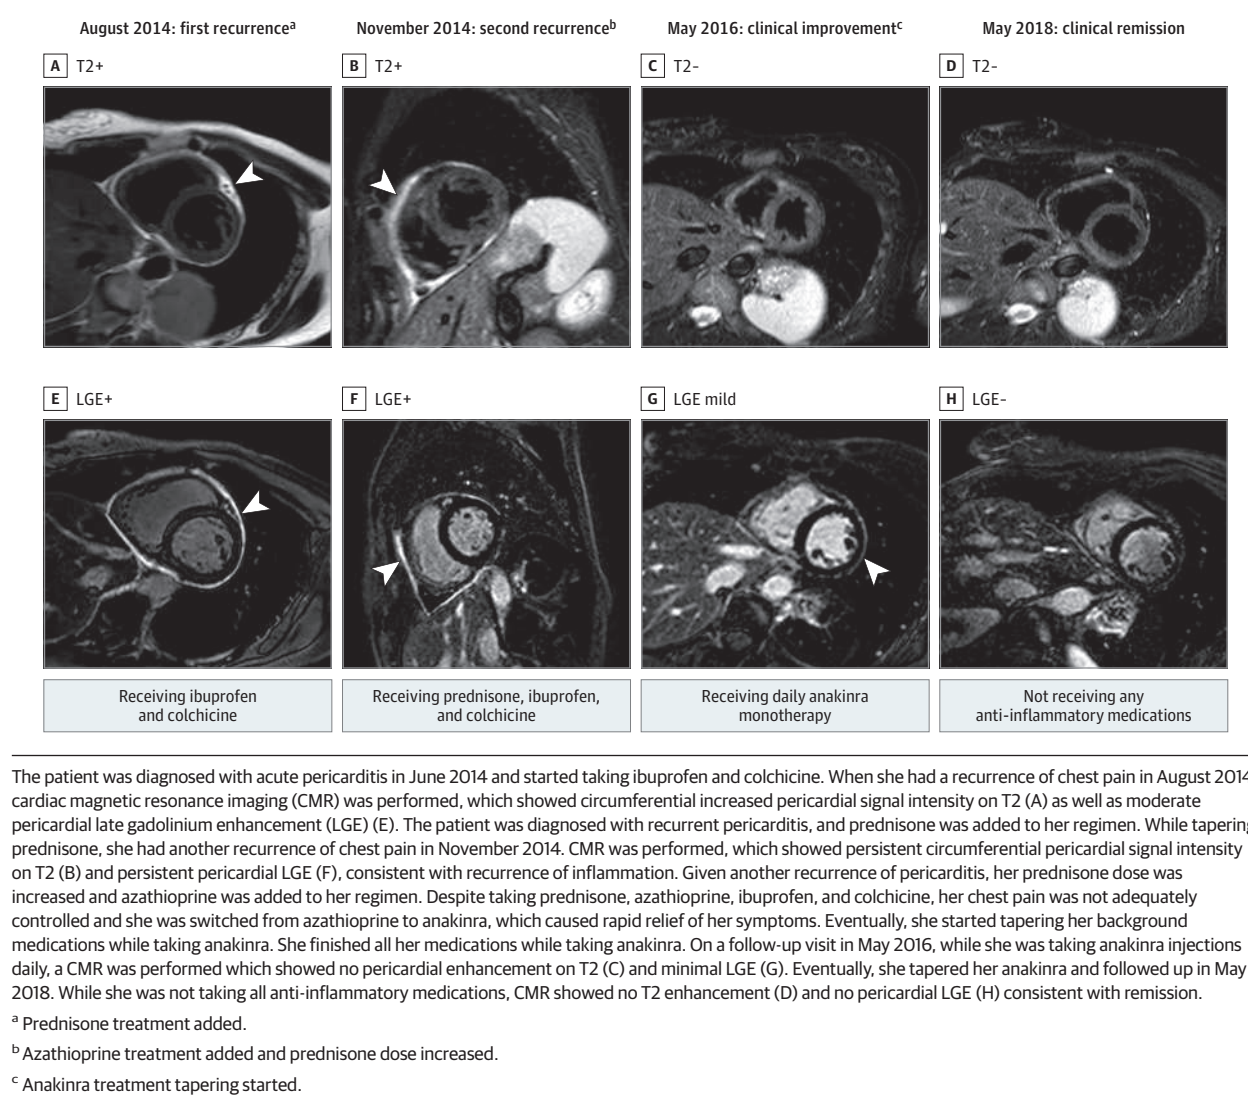 August 2014: first recurrenceᵃ
November 2014: second recurrenceᵇ
May 2016: clinical improvementᶜ
May 2018: clinical remission
A T2+
B T2+
C T2-
D T2-
E LGE+
F LGE+
G LGE mild
H LGE-
Receiving ibuprofen
and colchicine
Receiving prednisone, ibuprofen,
and colchicine
Receiving daily anakinra
monotherapy
Not receiving any
anti-inflammatory medications
The patient was diagnosed with acute pericarditis in June 2014 and started taking ibuprofen and colchicine. When she had a recurrence of chest pain in August 2014
cardiac magnetic resonance imaging (CMR) was performed, which showed circumferential increased pericardial signal intensity on T2 (A) as well as moderate
pericardial late gadolinium enhancement (LGE) (E). The patient was diagnosed with recurrent pericarditis, and prednisone was added to her regimen. While tapering
prednisone, she had another recurrence of chest pain in November 2014. CMR was performed, which showed persistent circumferential pericardial signal intensity
on T2 (B) and persistent pericardial LGE (F), consistent with recurrence of inflammation. Given another recurrence of pericarditis, her prednisone dose was
increased and azathioprine was added to her regimen. Despite taking prednisone, azathioprine, ibuprofen, and colchicine, her chest pain was not adequately
controlled and she was switched from azathioprine to anakinra, which caused rapid relief of her symptoms. Eventually, she started tapering her background
medications while taking anakinra. She finished all her medications while taking anakinra. On a follow-up visit in May 2016, while she was taking anakinra injections
daily, a CMR was performed which showed no pericardial enhancement on T2 (C) and minimal LGE (G). Eventually, she tapered her anakinra and followed up in May
2018. While she was not taking all anti-inflammatory medications, CMR showed no T2 enhancement (D) and no pericardial LGE (H) consistent with remission.
ᵃ Prednisone treatment added.
ᵇ Azathioprine treatment added and prednisone dose increased.
ᶜ Anakinra treatment tapering started.